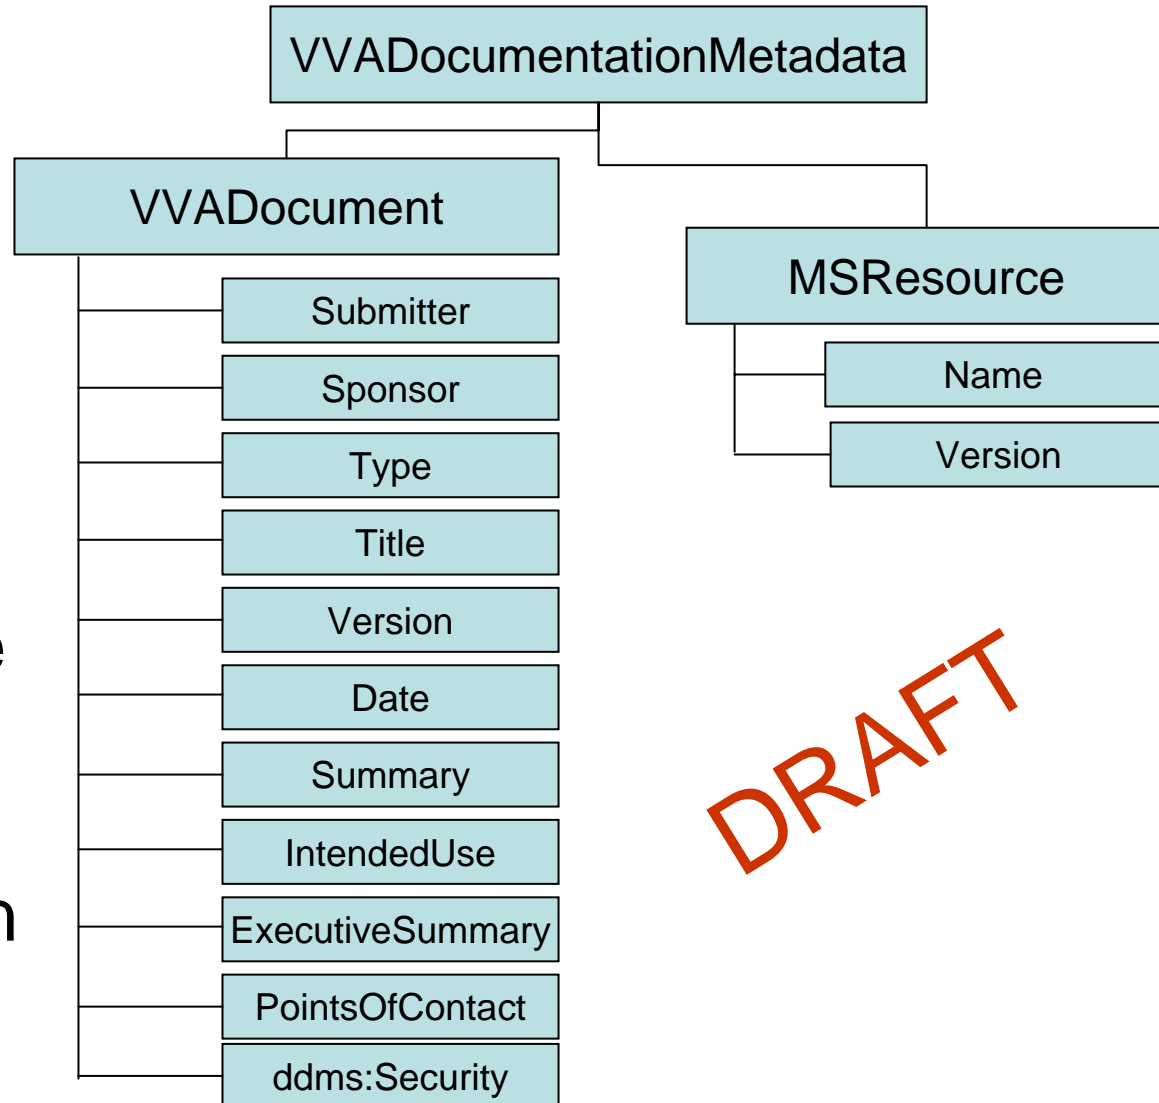 VVADocumentationMetadata
VVADocument
Submitter
Sponsor
Type
Title
Version
Date
Summary
IntendedUse
ExecutiveSummary
PointsOfContact
ddms:Security
MSResource
Name
Version
DRAFT